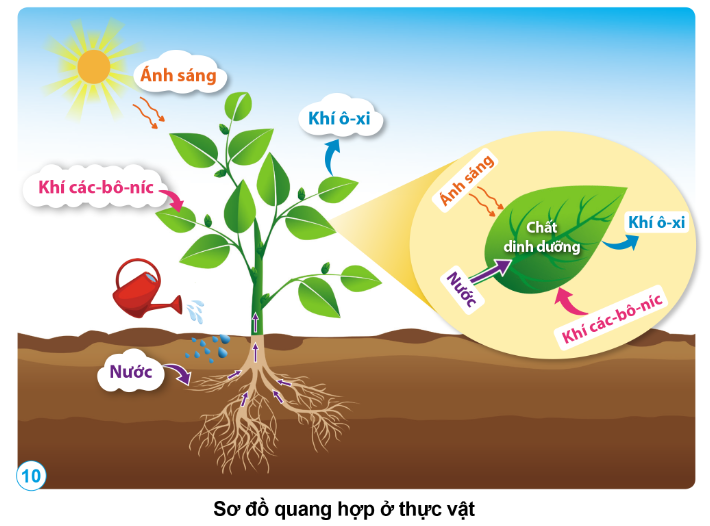 Ánh sáng
Khí ô-xi
Khí các-bô-níc
Nước
Ánh sáng
Chất
dinh dưỡng
Khí ô-xi
Nước
Khí các-bô-níc
10
Sơ đồ quang hợp ở thực vật